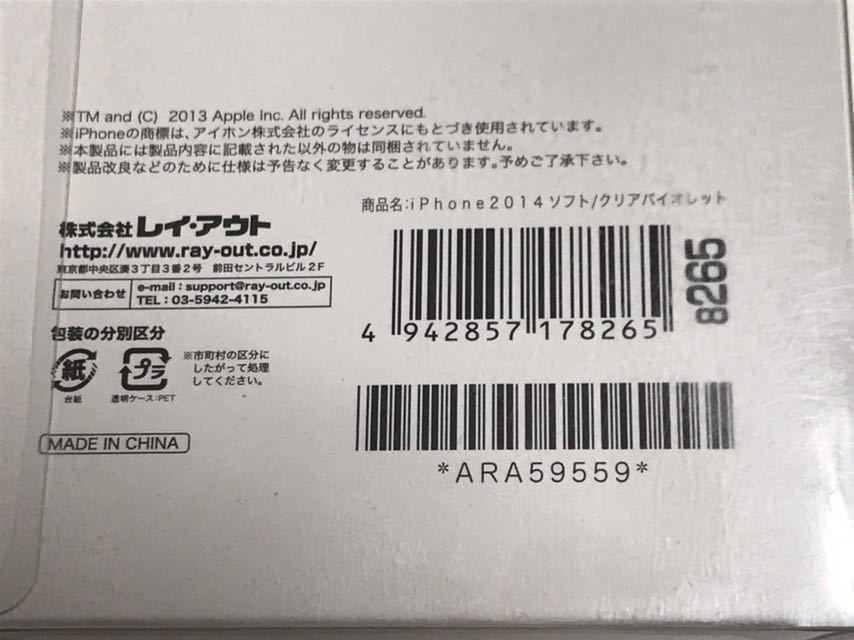 ※TM and (C) 2013 Apple Inc. All rights reserved.
※iPhoneの商標は、アイホン株式会社のライセンスにもとづき使用されています。
※本製品には製品内容に記載された以外の物は同梱されていません。
※製品改良などのために仕様は予告なく変更することがあります。予めご了承下さい。
商品名:iPhone2014ソフト/クリアバイオレット
株式会社 レイ・アウト
http://www.ray-out.co.jp/
東京都中央区湊3丁目3番2号 前田セントラルビル2F
お問い合わせ
e-mail : support@ray-out.co.jp
TEL : 03-5942-4115
包装の分別区分
紙
台紙
プラ
透明ケース:PET
※市町村の区分に
したがって処理
してください。
MADE IN CHINA
4 942857 178265
8265
*ARA59559*